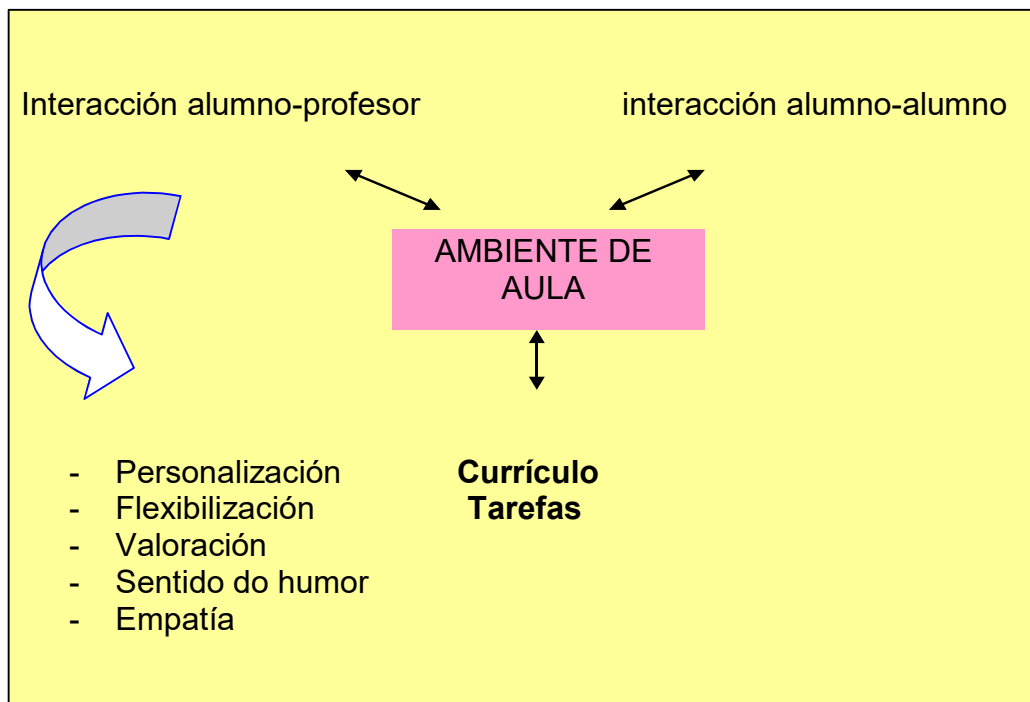 Interacción alumno-profesor interacción alumno-alumno
AMBIENTE DE
AULA
- Personalización
- Flexibilización
- Valoración
- Sentido do humor
- Empatía
Currículo
Tarefas